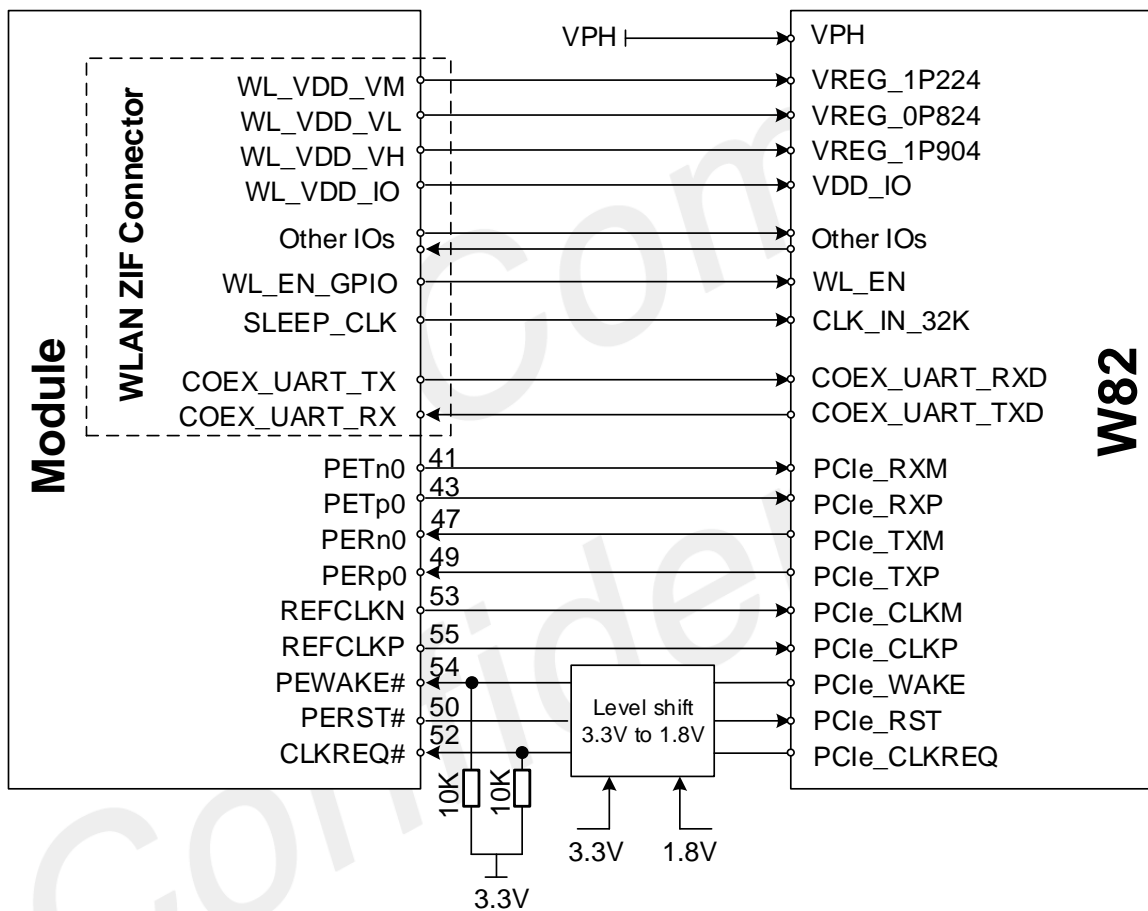 VPH
VPH
WL_VDD_VM
VREG_1P224
WL_VDD_VL
VREG_0P824
WL_VDD_VH
VREG_1P904
WL_VDD_IO
VDD_IO
Other IOs
Other IOs
WL_EN_GPIO
WL_EN
SLEEP_CLK
CLK_IN_32K
COEX_UART_TX
COEX_UART_RXD
COEX_UART_RX
COEX_UART_TXD
WLAN ZIF Connector
Module
W82
PETn0
41
PCIe_RXM
PETp0
43
PCIe_RXP
PERn0
47
PCIe_TXM
PERp0
49
PCIe_TXP
REFCLKN
53
PCIe_CLKM
REFCLKP
55
PCIe_CLKP
PEWAKE#
54
PCIe_WAKE
PERST#
50
PCIe_RST
CLKREQ#
52
PCIe_CLKREQ
Level shift
3.3V to 1.8V
10K
10K
3.3V
1.8V
3.3V